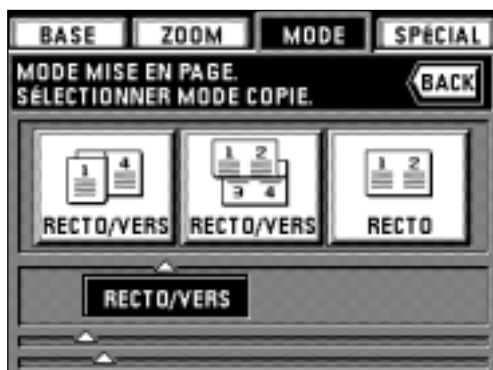 BASE ZOOM MODE SPÉCIAL
MODE MISE EN PAGE.
SÉLECTIONNER MODE COPIE.
BACK
1 4
1 2
3 4
1 2
RECTO/VERS RECTO/VERS RECTO
RECTO/VERS